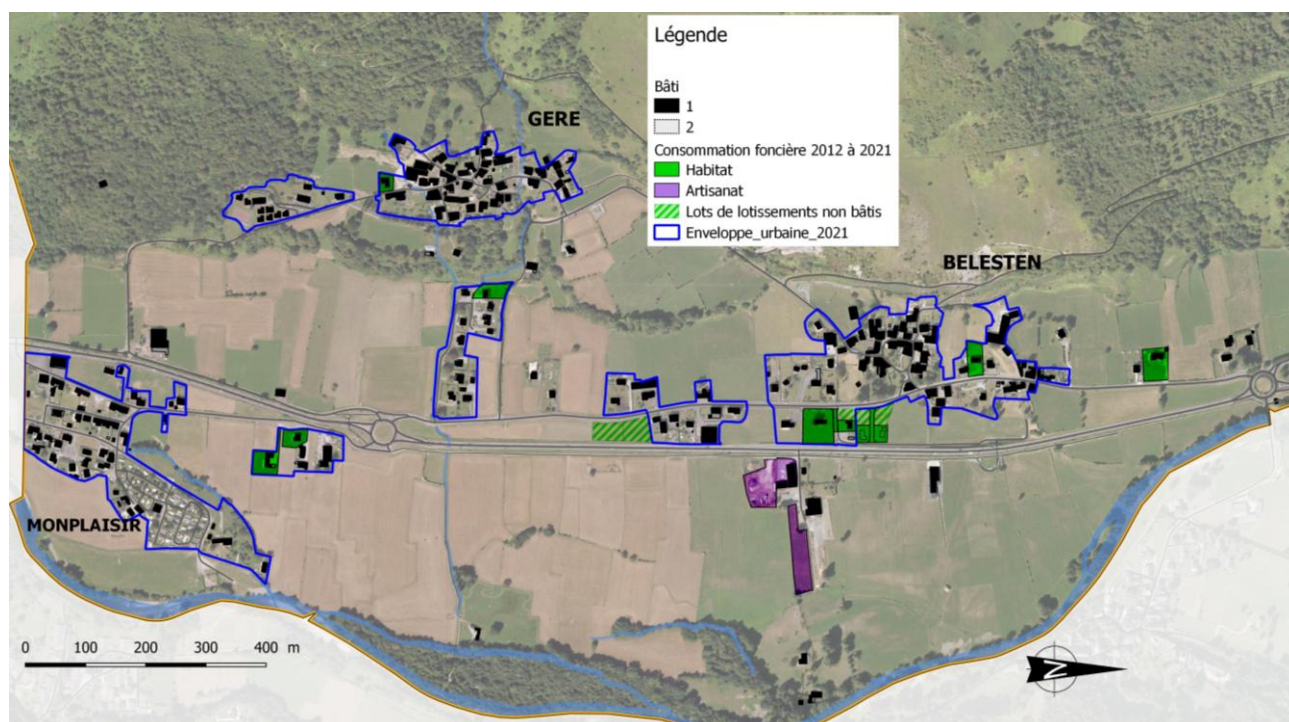 Légende
Bâti
1
2
Consommation foncière 2012 à 2021
Habitat
Artisanat
Lots de lotissements non bâtis
Enveloppe_urbaine_2021
GERE
BELESTEN
MONPLAISIR
0 100 200 300 400 m
N